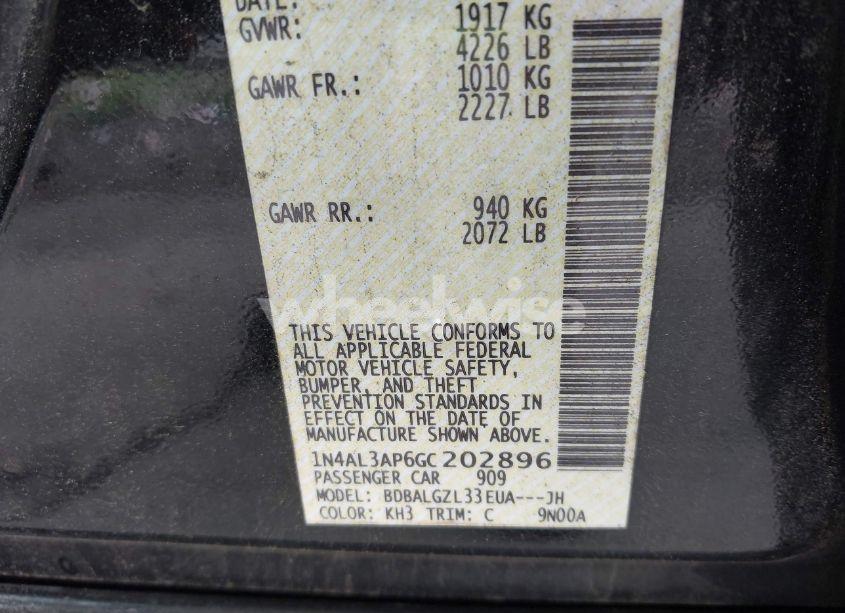 DATE:
GVWR: 1917 KG
4226 LB
GAWR FR.: 1010 KG
2227 LB
GAWR RR.: 940 KG
2072 LB
wheelwise
THIS VEHICLE CONFORMS TO
ALL APPLICABLE FEDERAL
MOTOR VEHICLE SAFETY,
BUMPER, AND THEFT
PREVENTION STANDARDS IN
EFFECT ON THE DATE OF
MANUFACTURE SHOWN ABOVE.
1N4AL3AP6GC202896
PASSENGER CAR 909
MODEL: BDBALGZL33EUA---JH
COLOR: KH3 TRIM: C 9N00A